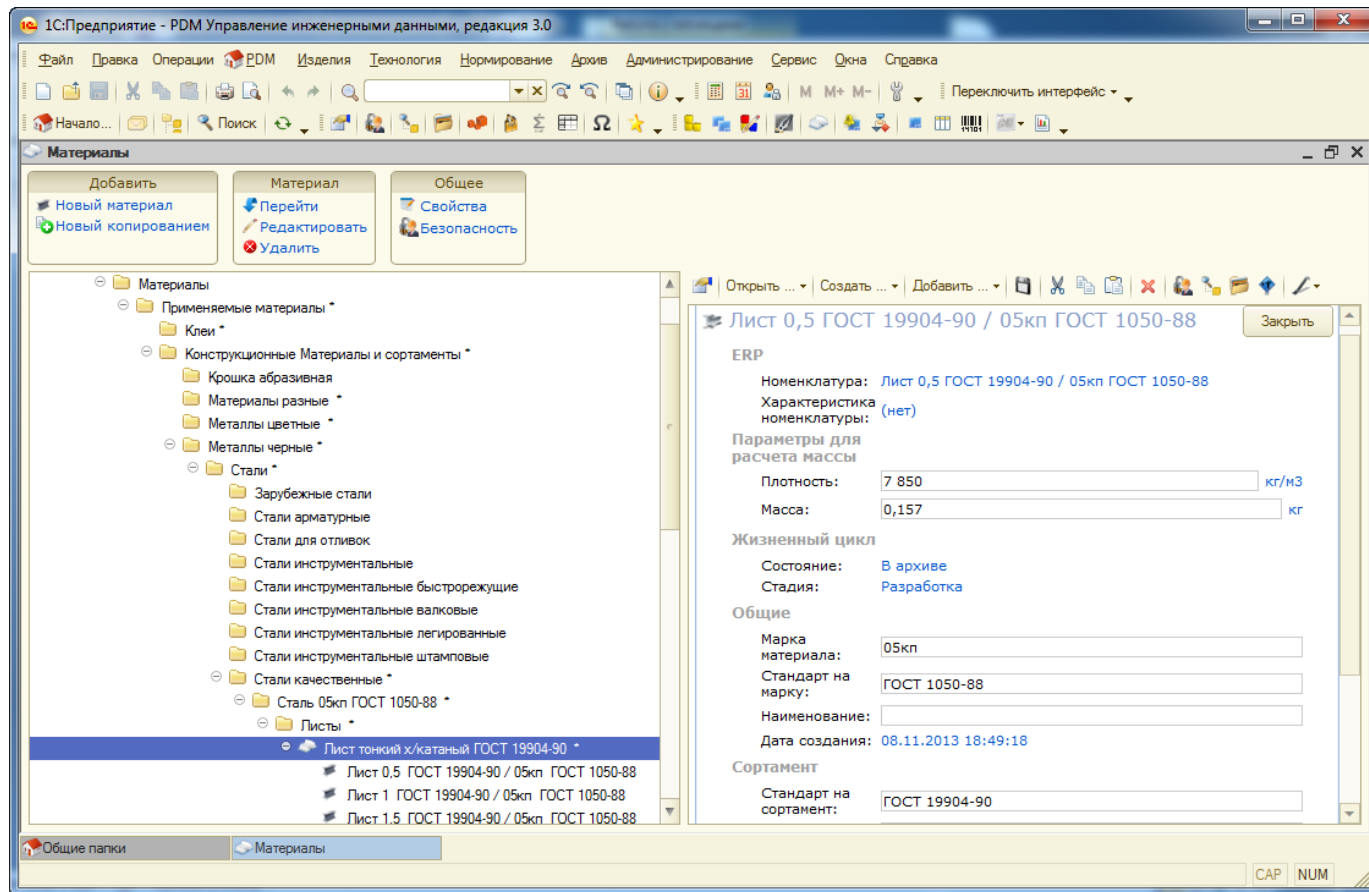 1С:Предприятие - PDM Управление инженерными данными, редакция 3.0
Файл Правка Операции PDM Изделия Технология Нормирование Архив Администрирование Сервис Окна Справка
M M+ M- Переключить интерфейс
Начало... Поиск
Материалы
Добавить Материал Общее
Новый материал Перейти Свойства
Новый копированием Редактировать Безопасность
Удалить
Материалы
Применяемые материалы *
Клеи *
Конструкционные Материалы и сортаменты *
Крошка абразивная
Материалы разные *
Металлы цветные *
Металлы черные *
Стали *
Зарубежные стали
Стали арматурные
Стали для отливок
Стали инструментальные
Стали инструментальные быстрорежущие
Стали инструментальные валковые
Стали инструментальные легированные
Стали инструментальные штамповые
Стали качественные *
Сталь 05кп ГОСТ 1050-88 *
Листы *
Лист тонкий х/катаный ГОСТ 19904-90 *
Лист 0,5 ГОСТ 19904-90 / 05кп ГОСТ 1050-88
Лист 1 ГОСТ 19904-90 / 05кп ГОСТ 1050-88
Лист 1,5 ГОСТ 19904-90 / 05кп ГОСТ 1050-88
Открыть ... Создать ... Добавить ...
Лист 0,5 ГОСТ 19904-90 / 05кп ГОСТ 1050-88 Закрыть
ERP
Номенклатура: Лист 0,5 ГОСТ 19904-90 / 05кп ГОСТ 1050-88
Характеристика
номенклатуры: (нет)
Параметры для
расчета массы
Плотность: 7 850 кг/м3
Масса: 0,157 кг
Жизненный цикл
Состояние: В архиве
Стадия: Разработка
Общие
Марка
материала: 05кп
Стандарт на
марку: ГОСТ 1050-88
Наименование:
Дата создания: 08.11.2013 18:49:18
Сортамент
Стандарт на
сортамент: ГОСТ 19904-90
Общие папки Материалы
CAP NUM